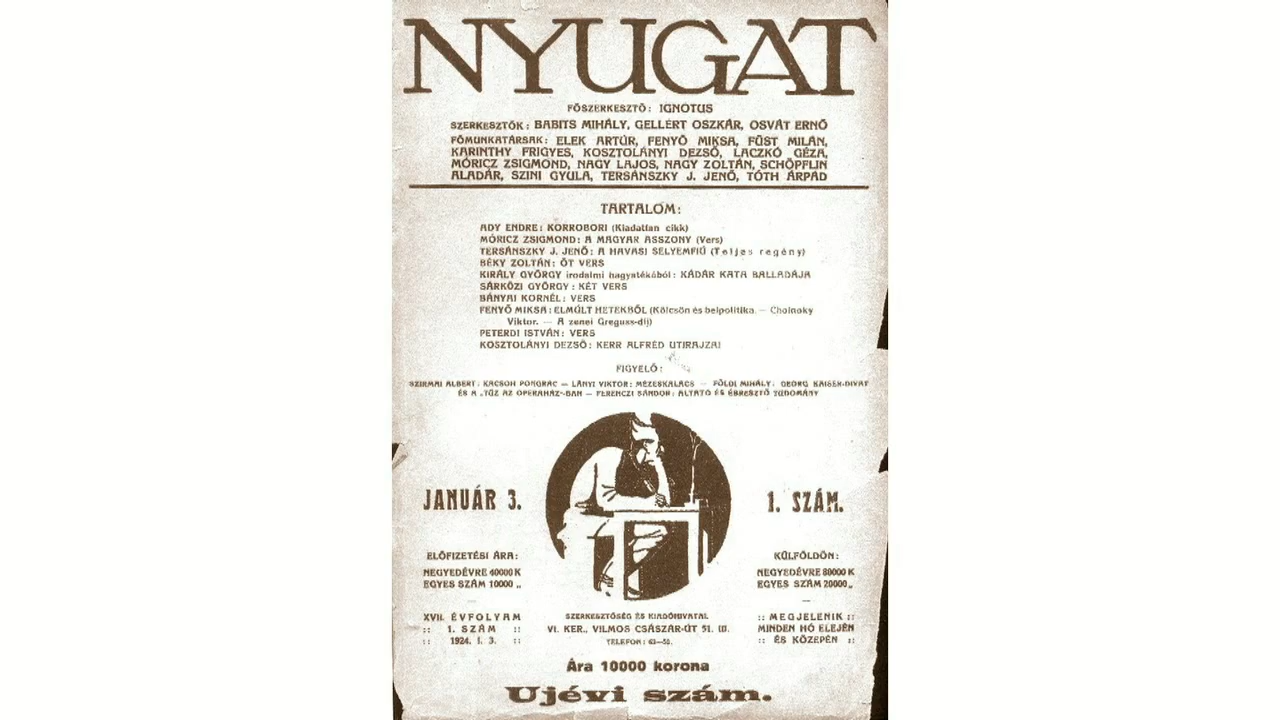 NYUGAT
FŐSZERKESZTŐ: IGNOTUS
SZERKESZTŐK: BABITS MIHÁLY, GELLÉRT OSZKÁR, OSVÁT ERNŐ
FŐMUNKATÁRSAK: ELEK ARTÚR, FENYŐ MIKSA, FÜST MILÁN,
KARINTHY FRIGYES, KOSZTOLÁNYI DEZSŐ, LACZKÓ GÉZA,
MÓRICZ ZSIGMOND, NAGY LAJOS, NAGY ZOLTÁN, SCHÖPFLIN
ALADÁR, SZINI GYULA, TERSÁNSZKY J. JENŐ, TÓTH ÁRPÁD
TARTALOM:
ADY ENDRE: KORROBORI (Kiadatlan cikk)
MÓRICZ ZSIGMOND: A MAGYAR ASSZONY (Vers)
TERSÁNSZKY J. JENŐ: A HAVASI SELYEMFIÚ (Teljes regény)
BÉKY ZOLTÁN: ÖT VERS
KIRÁLY GYÖRGY irodalmi hagyatékából: KÁDÁR KATA BALLADÁJA
SÁRKÖZI GYÖRGY: KÉT VERS
BÁNYAI KORNÉL: VERS
FENYŐ MIKSA: ELMÚLT HETEKBŐL (Kölcsön és belpolitika. — Cholnoky
Viktor. — A zenei Greguss-díj)
PETERDI ISTVÁN: VERS
KOSZTOLÁNYI DEZSŐ: KERR ALFRÉD UTIRAJZAI
FIGYELŐ:
SZIRMAI ALBERT: KACSOH PONGRÁC — LÁNYI VIKTOR: MÉZESKALÁCS — FÖLDI MIHÁLY: GEORG KAISER-DIVAT
ÉS A „TŰZ AZ OPERAHÁZ"-BAN — FERENCZI SÁNDOR: ALTATÓ ÉS ÉBRESZTŐ TUDOMÁNY
JANUÁR 3.
1. SZÁM.
ELŐFIZETÉSI ÁRA:
NEGYEDÉVRE 40000 K
EGYES SZÁM 10000 „
KÜLFÖLDÖN:
NEGYEDÉVRE 80000 K
EGYES SZÁM 20000 „
XVII. ÉVFOLYAM
:: 1. SZÁM ::
:: 1924. I. 3. ::
SZERKESZTŐSÉG ÉS KIADÓHIVATAL
VI. KER., VILMOS CSÁSZÁR-ÚT 51. III.
TELEFON:
:: MEGJELENIK ::
MINDEN HÓ ELEJÉN
:: ÉS KÖZEPÉN ::
Ára 10000 korona
Ujévi szám.